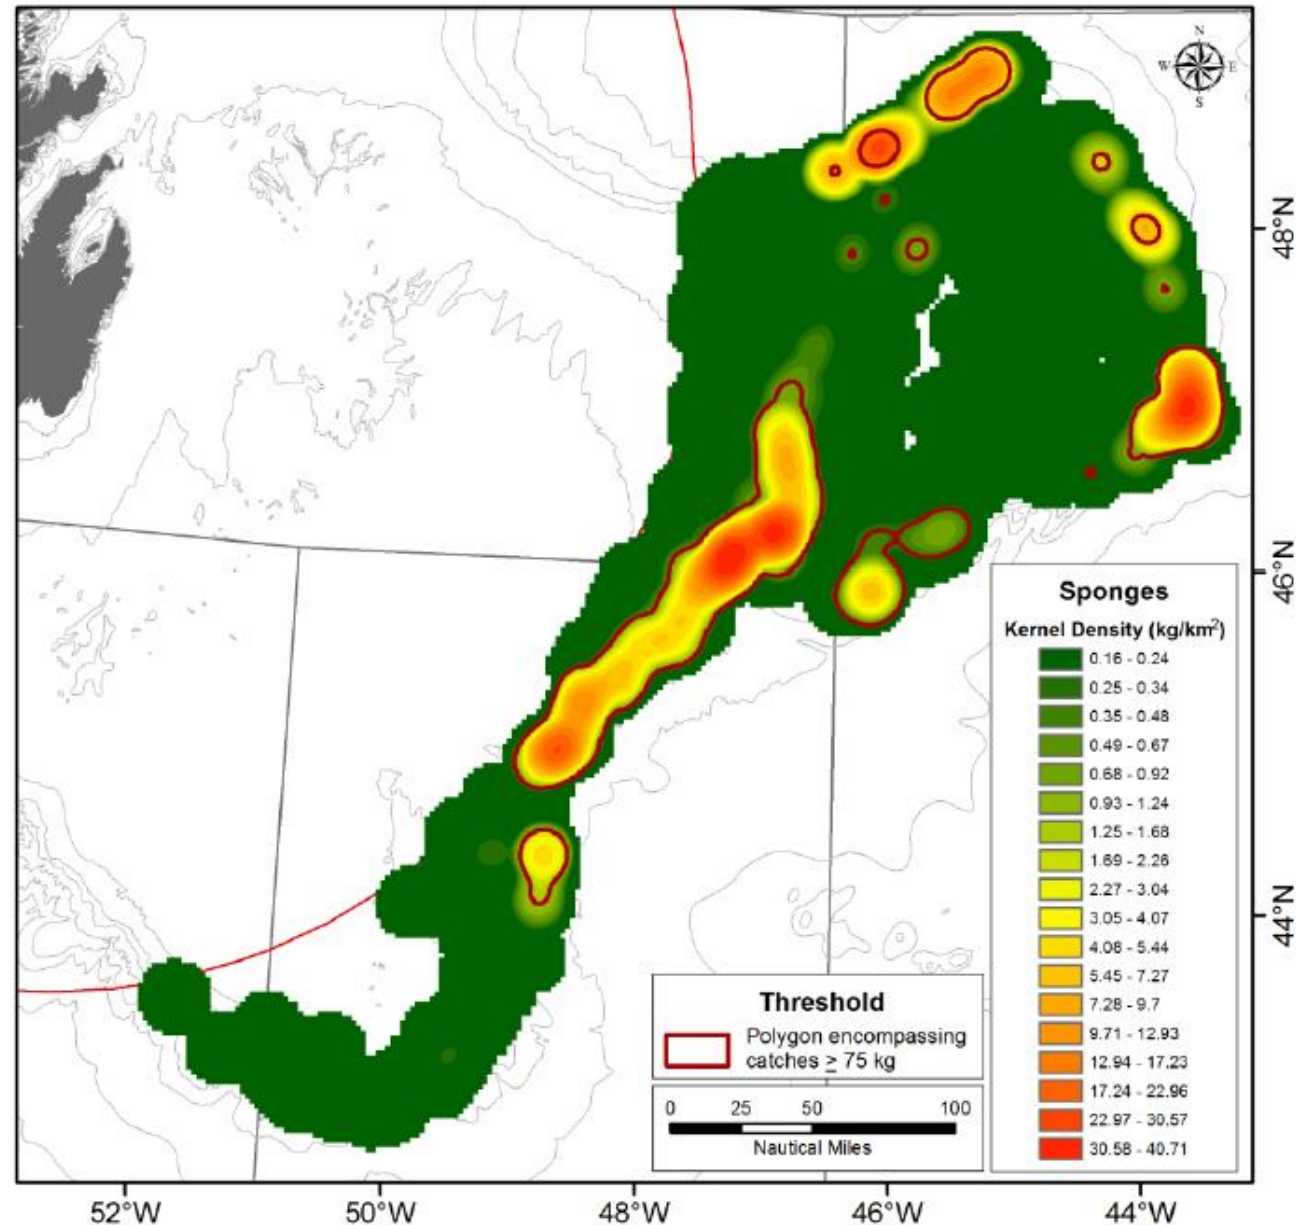 N
W E
S
48°N
46°N
44°N
Sponges
Kernel Density (kg/km²)
0.16 - 0.24
0.25 - 0.34
0.35 - 0.48
0.49 - 0.67
0.68 - 0.92
0.93 - 1.24
1.25 - 1.68
1.69 - 2.26
2.27 - 3.04
3.05 - 4.07
4.08 - 5.44
5.45 - 7.27
7.28 - 9.7
9.71 - 12.93
12.94 - 17.23
17.24 - 22.96
22.97 - 30.57
30.58 - 40.71
Threshold
Polygon encompassing
catches ≥ 75 kg
0 25 50 100
Nautical Miles
52°W 50°W 48°W 46°W 44°W